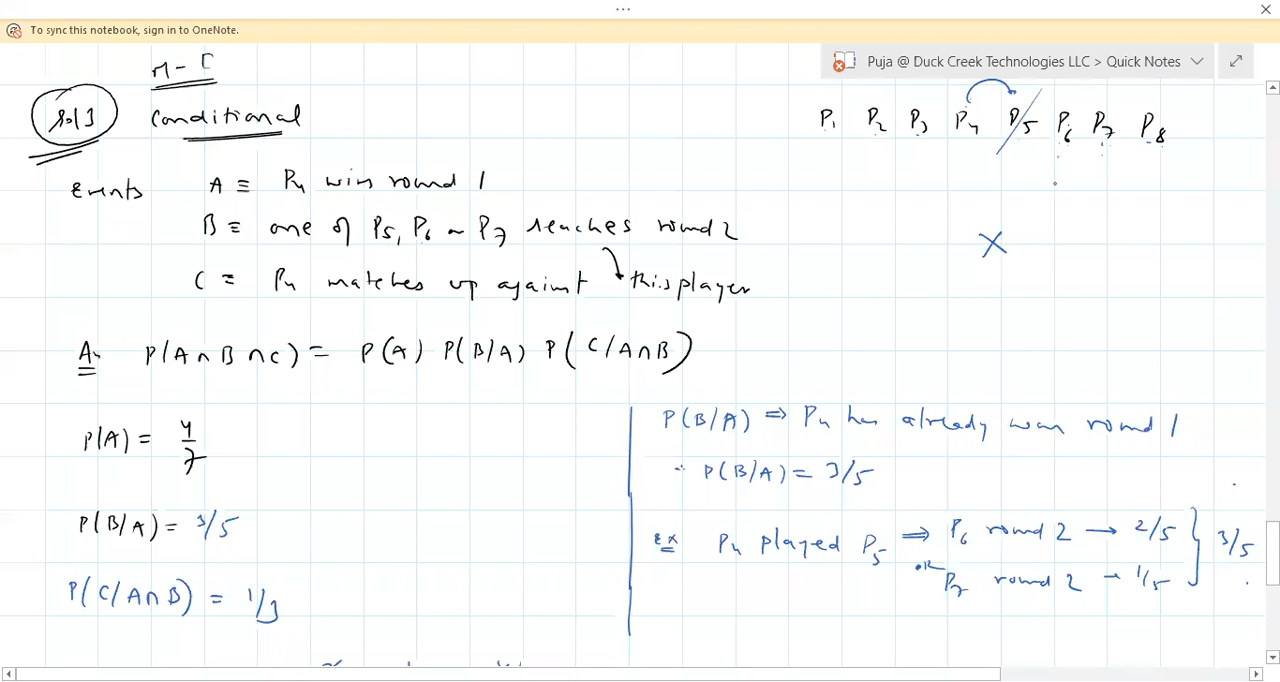 To sync this notebook, sign in to OneNote.
Puja @ Duck Creek Technologies LLC > Quick Notes
Conditional
P1 P2 P3 P4 P5 P6 P7 P8
Events A ≡ P4 wins round 1
B ≡ one of P5, P6 or P7 reaches round 2
C ≡ P4 matches up against this player
P(A ∩ B ∩ C) = P(A) P(B/A) P(C/A∩B)
P(A) = 4/7
P(B/A) = 3/5
P(C/A∩B) = 1/3
P(B/A) ⇒ P4 has already won round 1
∴ P(B/A) = 3/5
Ex P4 played P5 ⇒ P6 round 2 → 2/5
or P7 round 2 → 1/5 } 3/5